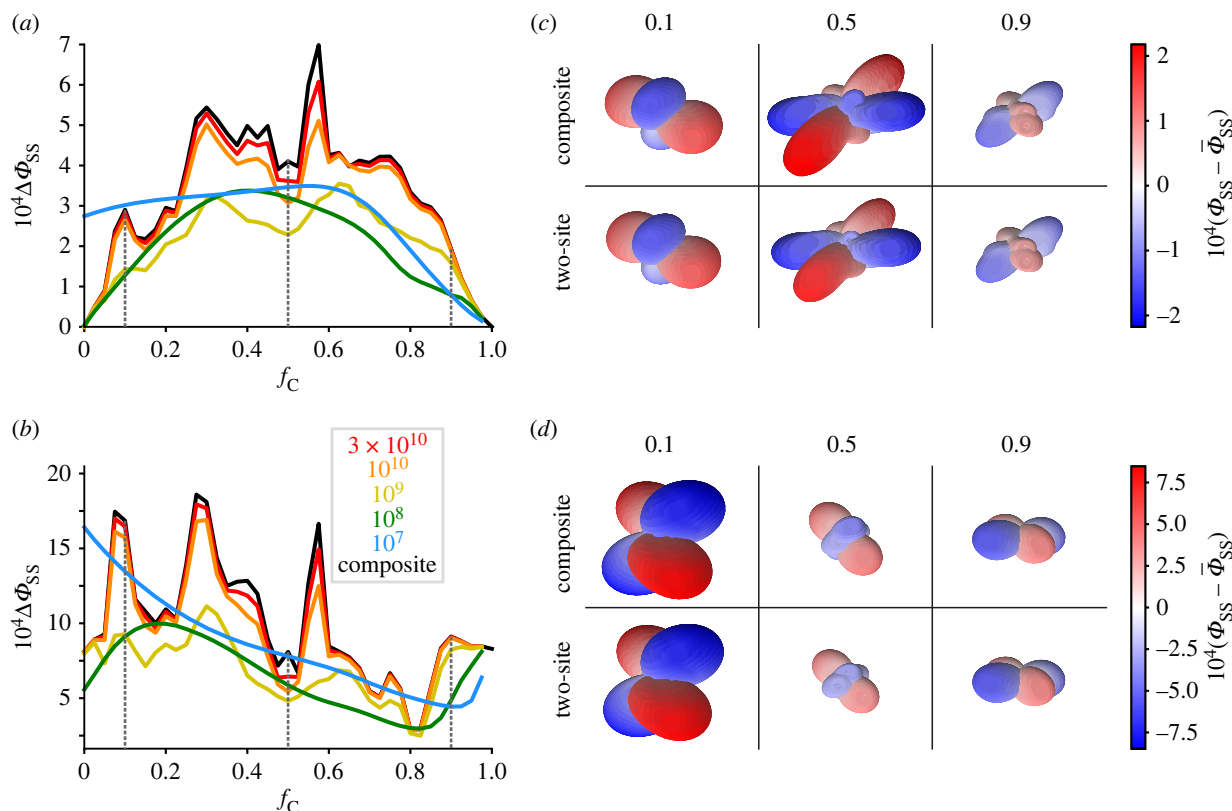 (a)
10⁴ΔΦ_SS
7
6
5
4
3
2
1
0
0 0.2 0.4 0.6 0.8 1.0
f_C
(b)
10⁴ΔΦ_SS
20
15
10
5
0 0.2 0.4 0.6 0.8 1.0
f_C
3 × 10¹⁰
10¹⁰
10⁹
10⁸
10⁷
composite
(c)
0.1 0.5 0.9
composite
two-site
2
1
0
−1
−2
10⁴(Φ_SS − Φ̅_SS)
(d)
0.1 0.5 0.9
composite
two-site
7.5
5.0
2.5
0
−2.5
−5.0
−7.5
10⁴(Φ_SS − Φ̅_SS)